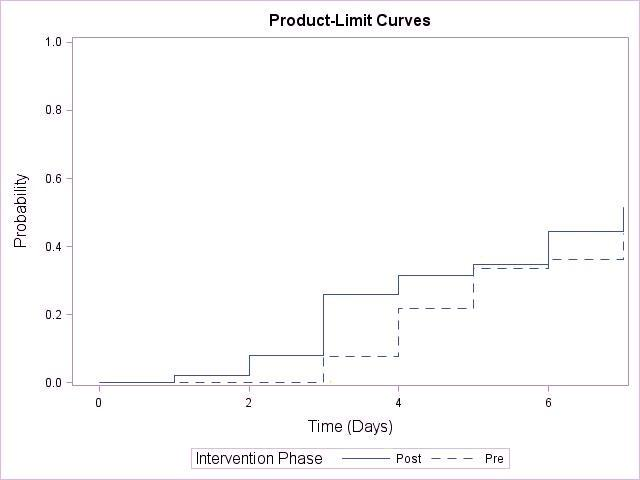 Product-Limit Curves
1.0
0.8
0.6
0.4
0.2
0.0
Probability
0 2 4 6
Time (Days)
Intervention Phase Post Pre